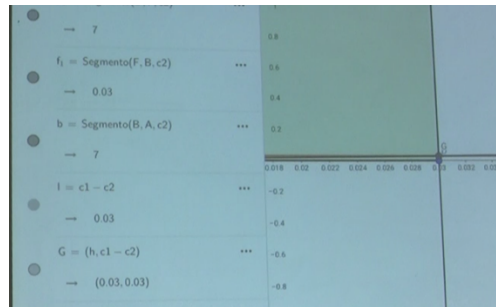 → 7
f₁ = Segmento(F, B, c2)
→ 0.03
b = Segmento(B, A, c2)
→ 7
l = c1 − c2
→ 0.03
G = (h, c1 − c2)
→ (0.03, 0.03)
0.8
0.6
0.4
0.2
G
0.018 0.02 0.022 0.024 0.026 0.028 0.03 0.032 0.034
-0.2
-0.4
-0.6
-0.8